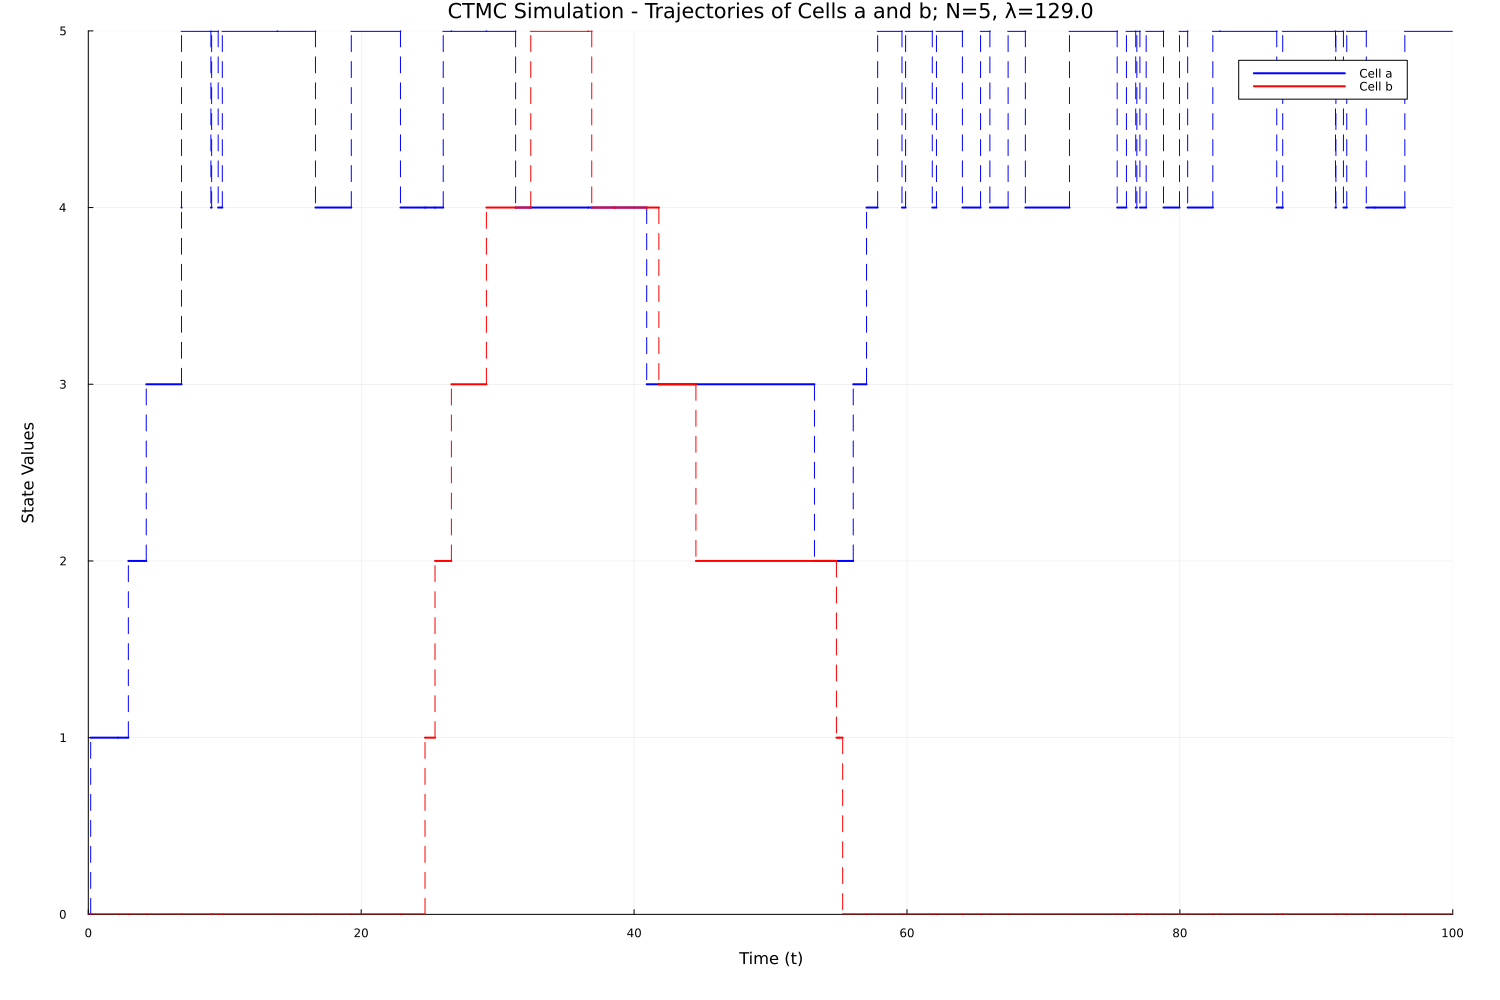 CTMC Simulation - Trajectories of Cells a and b; N=5, λ=129.0
5
4
3
2
1
0
State Values
Cell a
Cell b
0 20 40 60 80 100
Time (t)